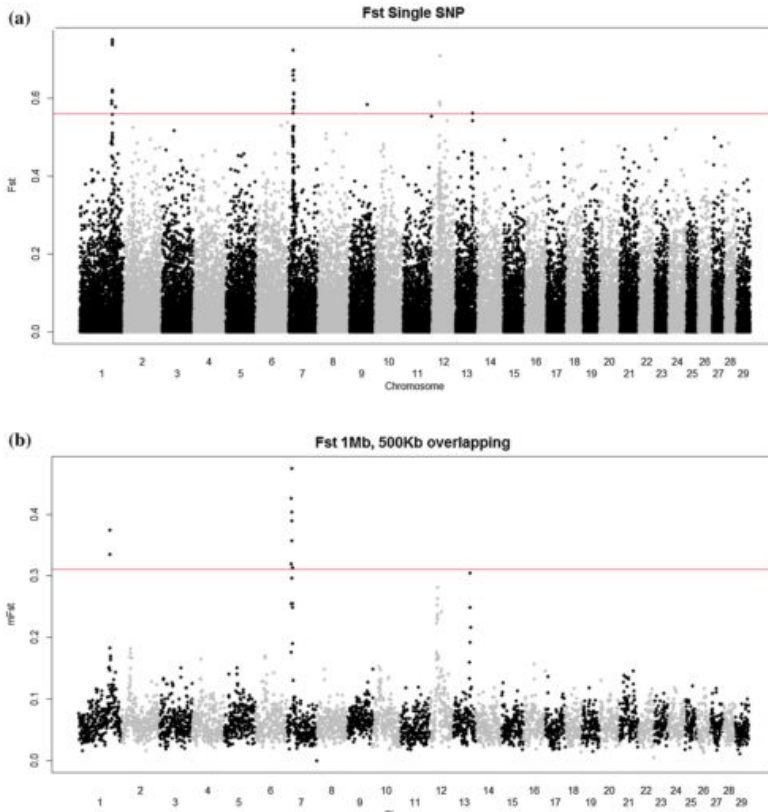 (a)
Fst Single SNP
0.6
0.4
0.2
0.0
Fst
2 4 6 8 10 12 14 16 18 20 22 24 26 28
1 3 5 7 9 11 13 15 17 19 21 23 25 27 29
Chromosome
(b)
Fst 1Mb, 500Kb overlapping
0.4
0.3
0.2
0.1
0.0
mFst
2 4 6 8 10 12 14 16 18 20 22 24 26 28
1 3 5 7 9 11 13 15 17 19 21 23 25 27 29